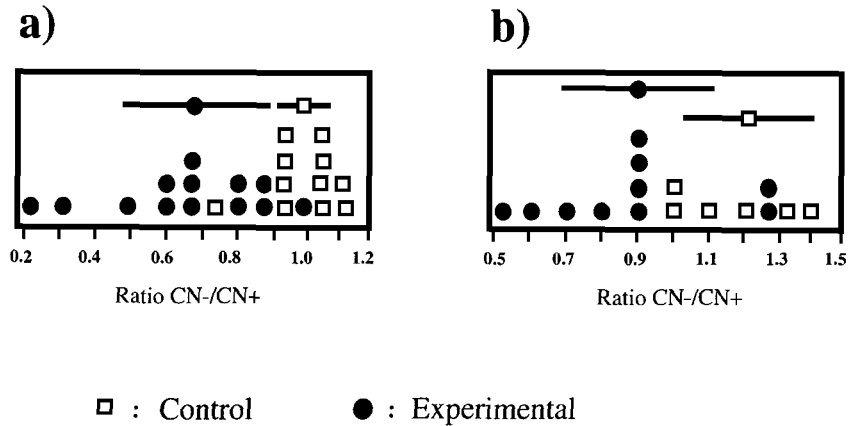 a)
b)
0.2 0.4 0.6 0.8 1.0 1.2
0.5 0.7 0.9 1.1 1.3 1.5
Ratio CN-/CN+
Ratio CN-/CN+
: Control
: Experimental